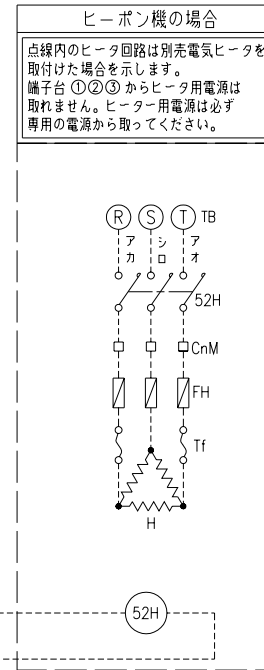 ヒーポン機の場合
点線内のヒータ回路は別売電気ヒータを
取付けた場合を示します。
端子台①②③からヒータ用電源は
取れません。ヒーター用電源は必ず
専用の電源から取ってください。
R S T TB
アカ シロ アオ
52H
CnM
FH
Tf
H
52H